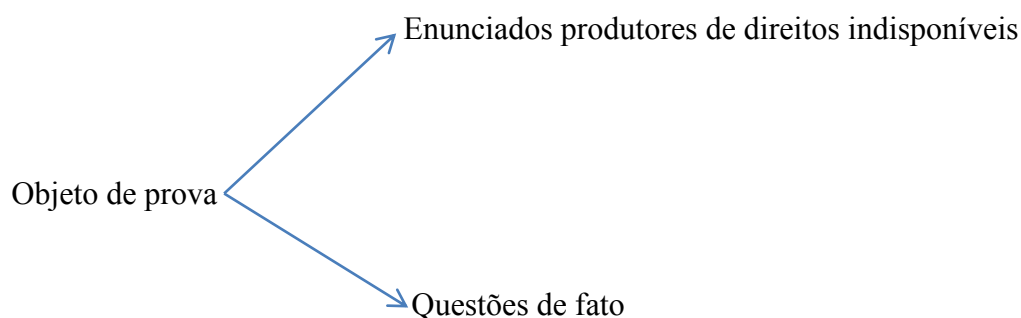 Enunciados produtores de direitos indisponíveis
Objeto de prova
Questões de fato